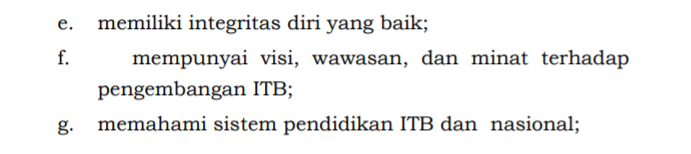 e. memiliki integritas diri yang baik;
f. mempunyai visi, wawasan, dan minat terhadap
pengembangan ITB;
g. memahami sistem pendidikan ITB dan nasional;